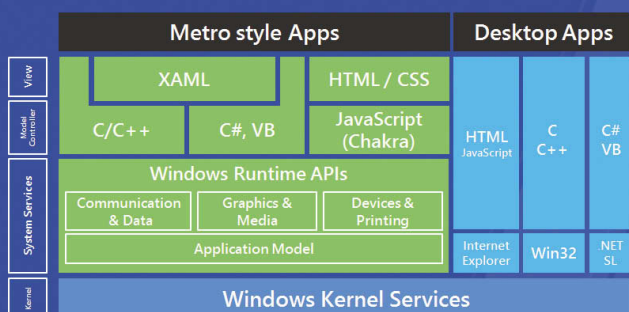 Metro style Apps
Desktop Apps
View
XAML
HTML / CSS
Model
Controller
C/C++
C#, VB
JavaScript
(Chakra)
HTML
JavaScript
C
C++
C#
VB
System Services
Windows Runtime APIs
Communication
& Data
Graphics &
Media
Devices &
Printing
Application Model
Internet
Explorer
Win32
.NET
SL
Kernel
Windows Kernel Services